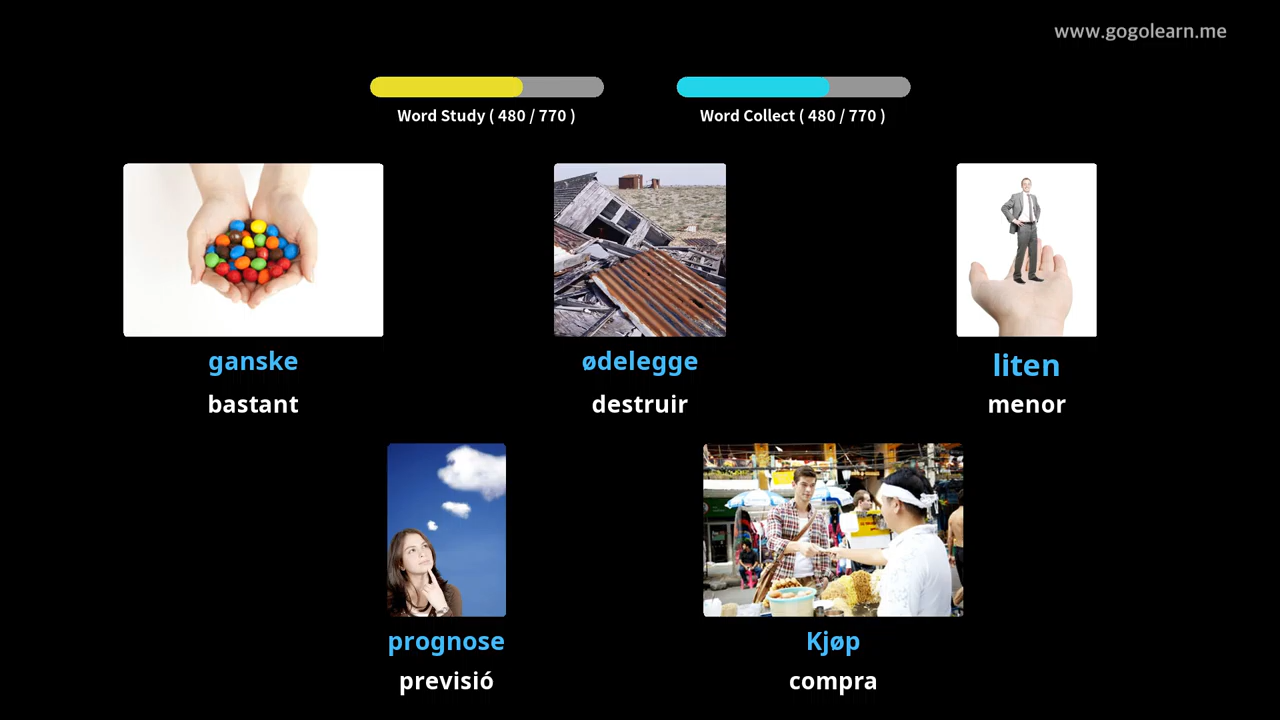 www.gogolearn.me
Word Study ( 480 / 770 )
Word Collect ( 480 / 770 )
ganske
bastant
ødelegge
destruir
liten
menor
prognose
previsió
Kjøp
compra